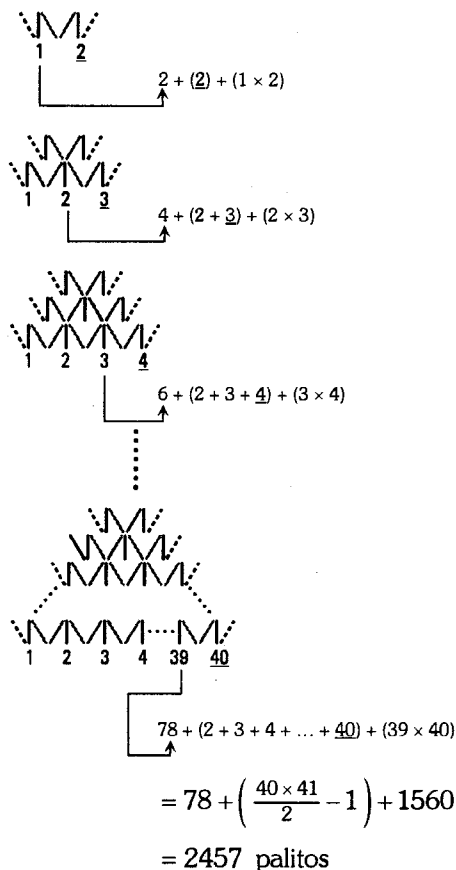 1 2
2 + (2) + (1 × 2)
1 2 3
4 + (2 + 3) + (2 × 3)
1 2 3 4
6 + (2 + 3 + 4) + (3 × 4)
1 2 3 4 39 40
78 + (2 + 3 + 4 + ... + 40) + (39 × 40)
= 78 + ( 40 × 41 / 2 − 1 ) + 1560
= 2457 palitos